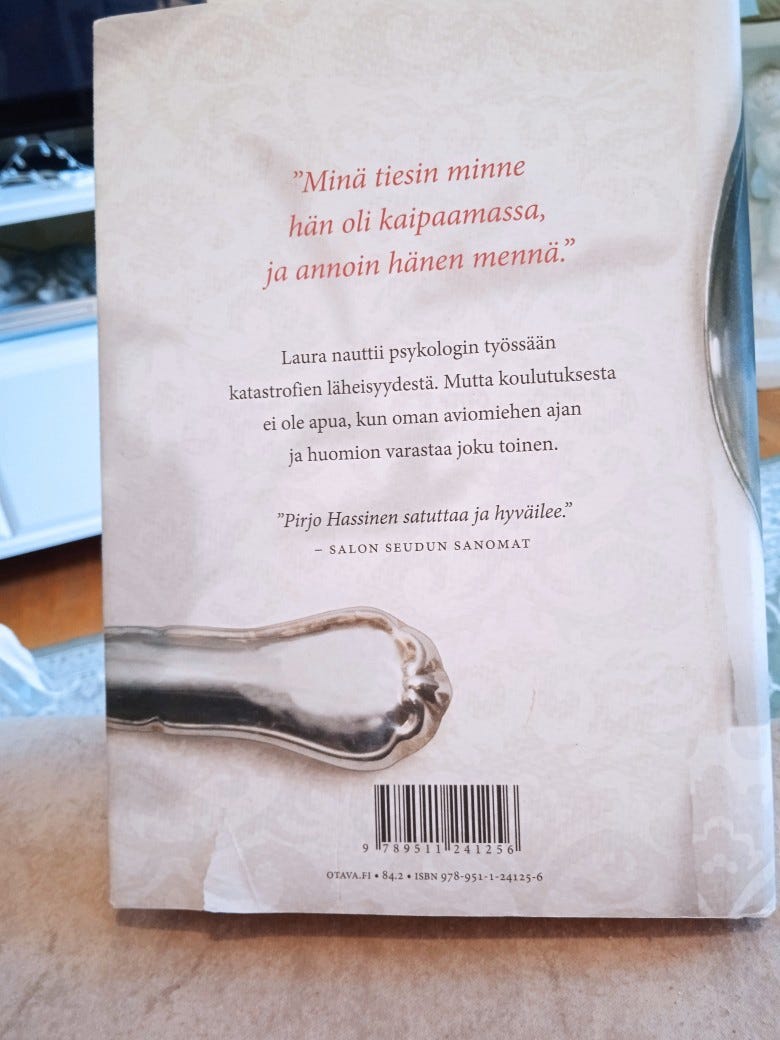 ”Minä tiesin minne
hän oli kaipaamassa,
ja annoin hänen mennä.”
Laura nauttii psykologin työssään
katastrofien läheisyydestä. Mutta koulutuksesta
ei ole apua, kun oman aviomiehen ajan
ja huomion varastaa joku toinen.
”Pirjo Hassinen satuttaa ja hyväilee.”
– SALON SEUDUN SANOMAT
9 789511 241256
OTAVA.FI • 84.2 • ISBN 978-951-1-24125-6